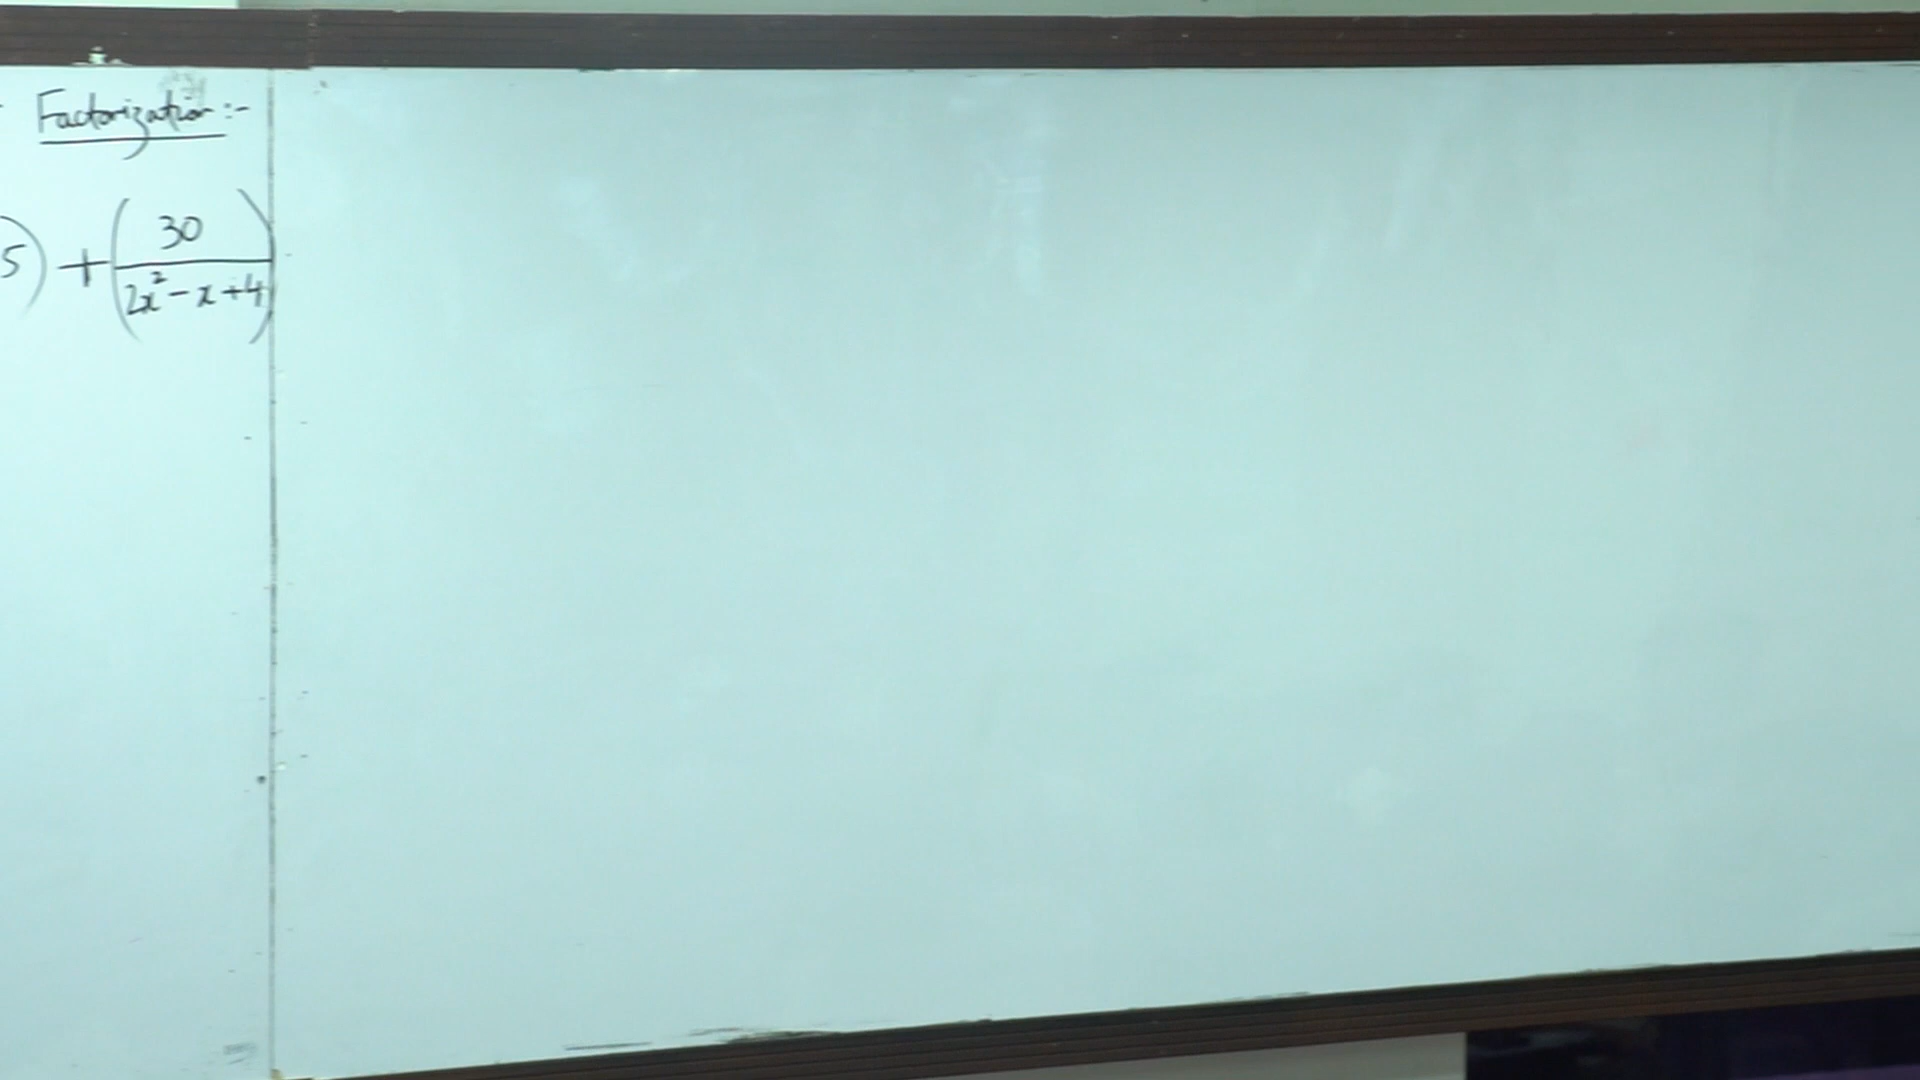 Factorization :-
5) + (30 / 2x² - x + 4)